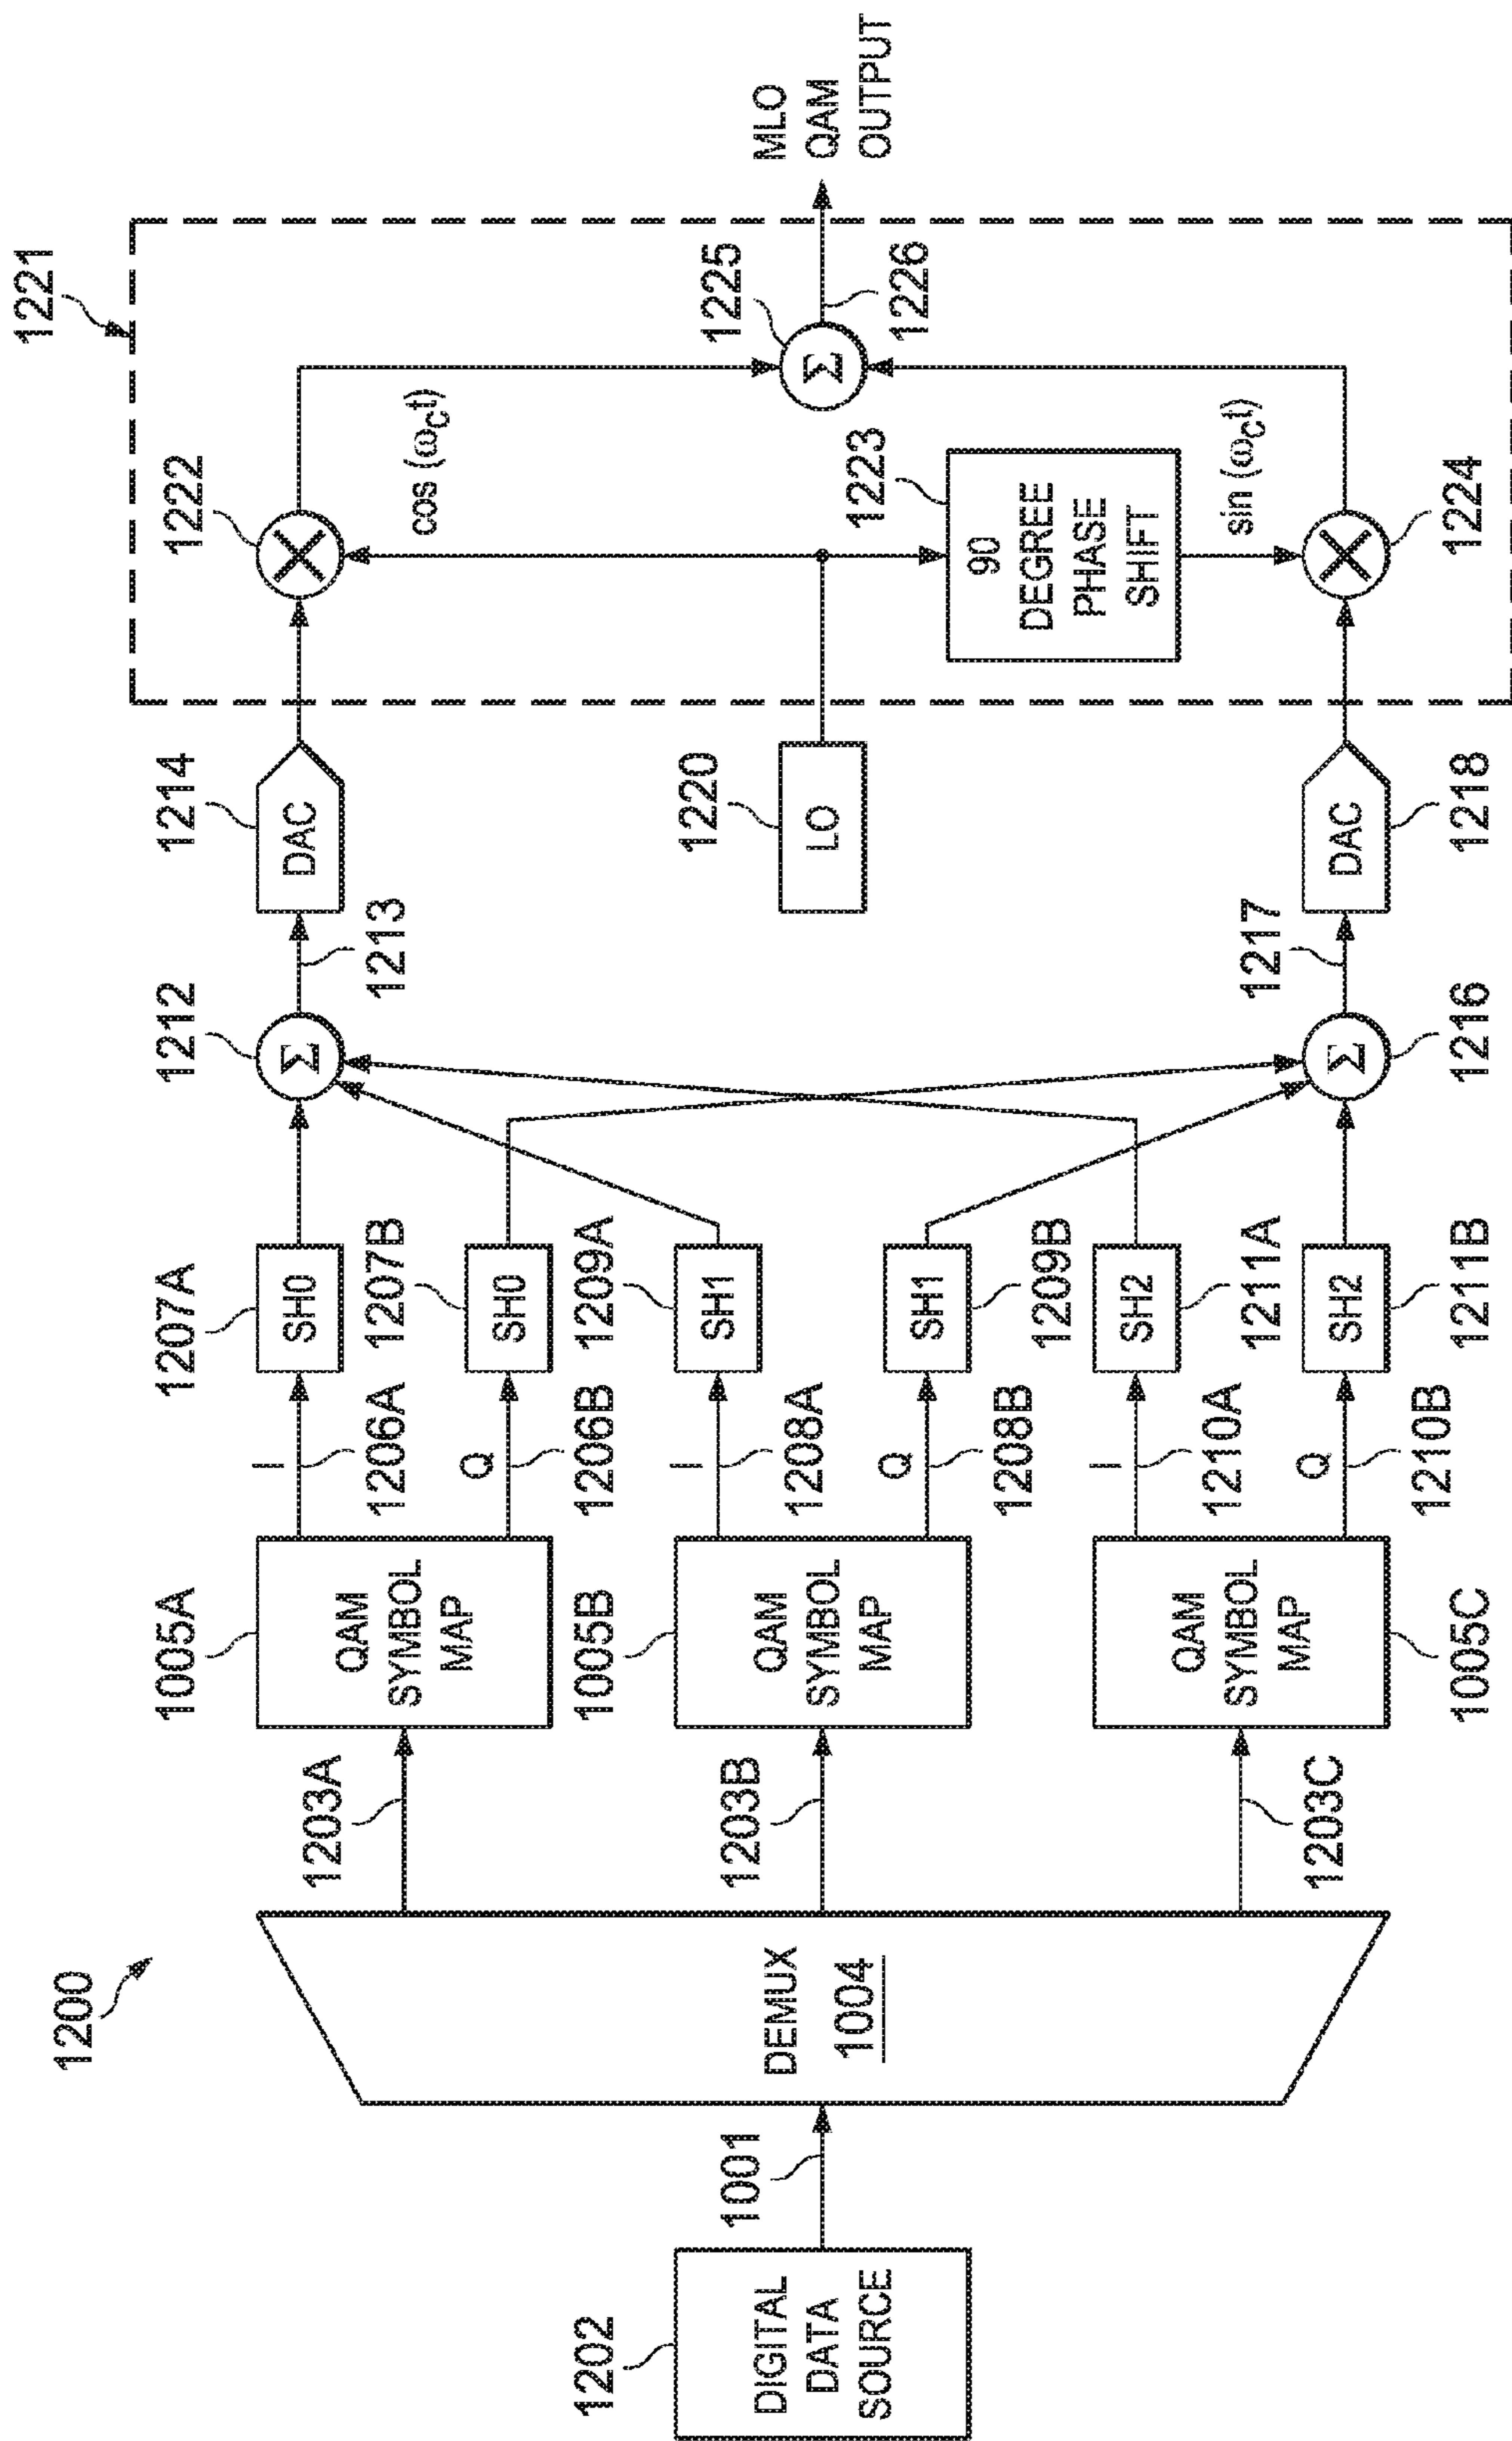 1200
1202
DIGITAL
DATA
SOURCE
1001
DEMUX
1004
1203A
1203B
1203C
1005A
QAM
SYMBOL
MAP
1005B
QAM
SYMBOL
MAP
1005C
QAM
SYMBOL
MAP
I
1206A
Q
1206B
I
1208A
Q
1208B
I
1210A
Q
1210B
1207A
SH0
1207B
SH0
1209A
SH1
1209B
SH1
1211A
SH2
1211B
SH2
1212
Σ
1213
1216
Σ
1217
1214
DAC
1218
DAC
1220
LO
1221
1222
cos (ωct)
1223
90
DEGREE
PHASE
SHIFT
sin (ωct)
1224
1225
Σ
1226
MLO
QAM
OUTPUT